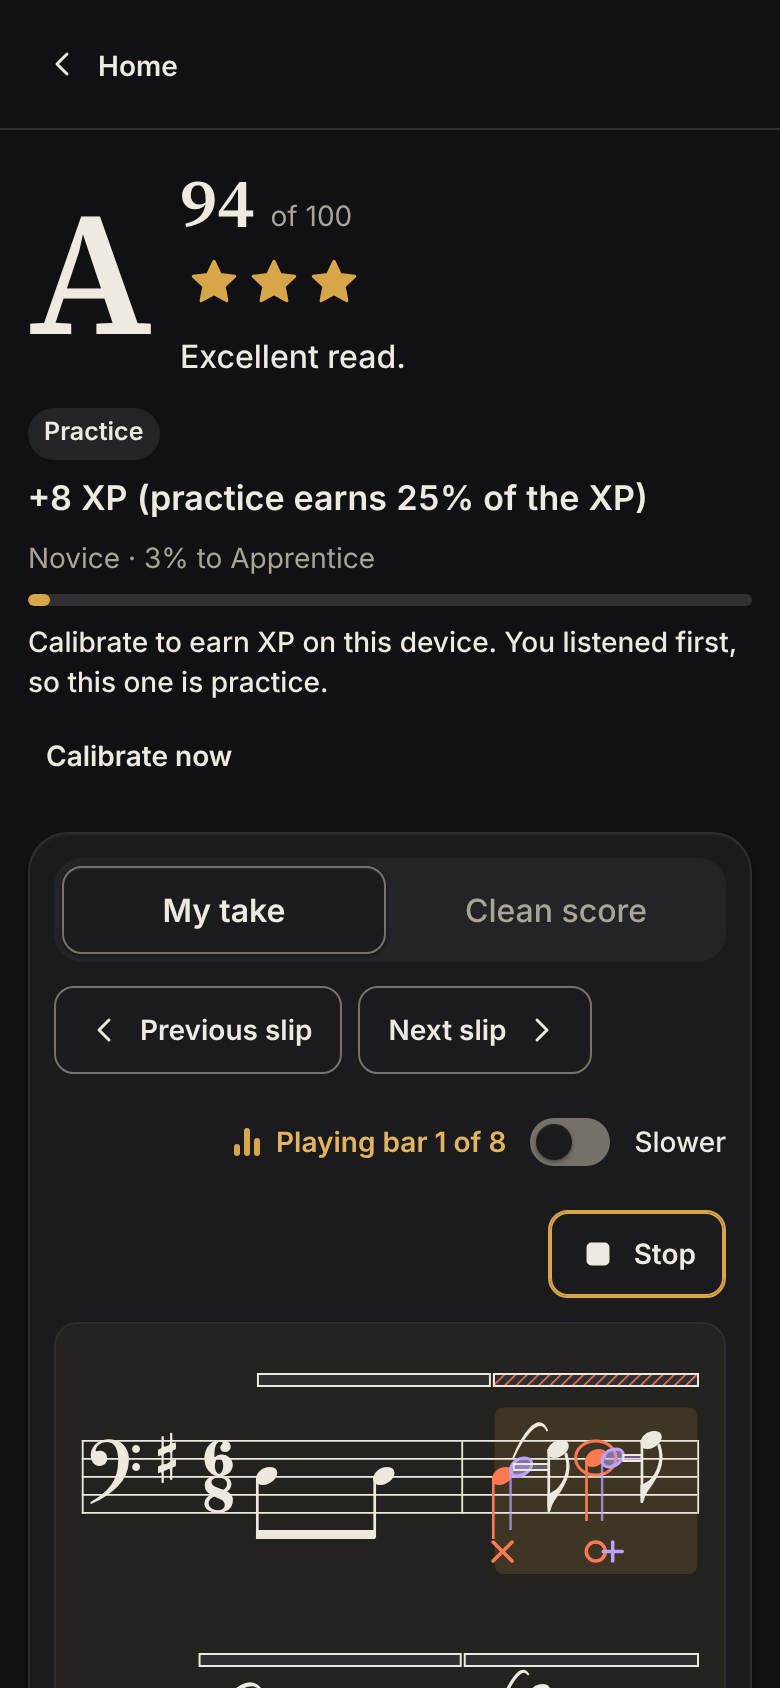 Home
A
94 of 100
Excellent read.
Practice
+8 XP (practice earns 25% of the XP)
Novice · 3% to Apprentice
Calibrate to earn XP on this device. You listened first,
so this one is practice.
Calibrate now
My take
Clean score
Previous slip
Next slip
Playing bar 1 of 8
Slower
Stop
6
8